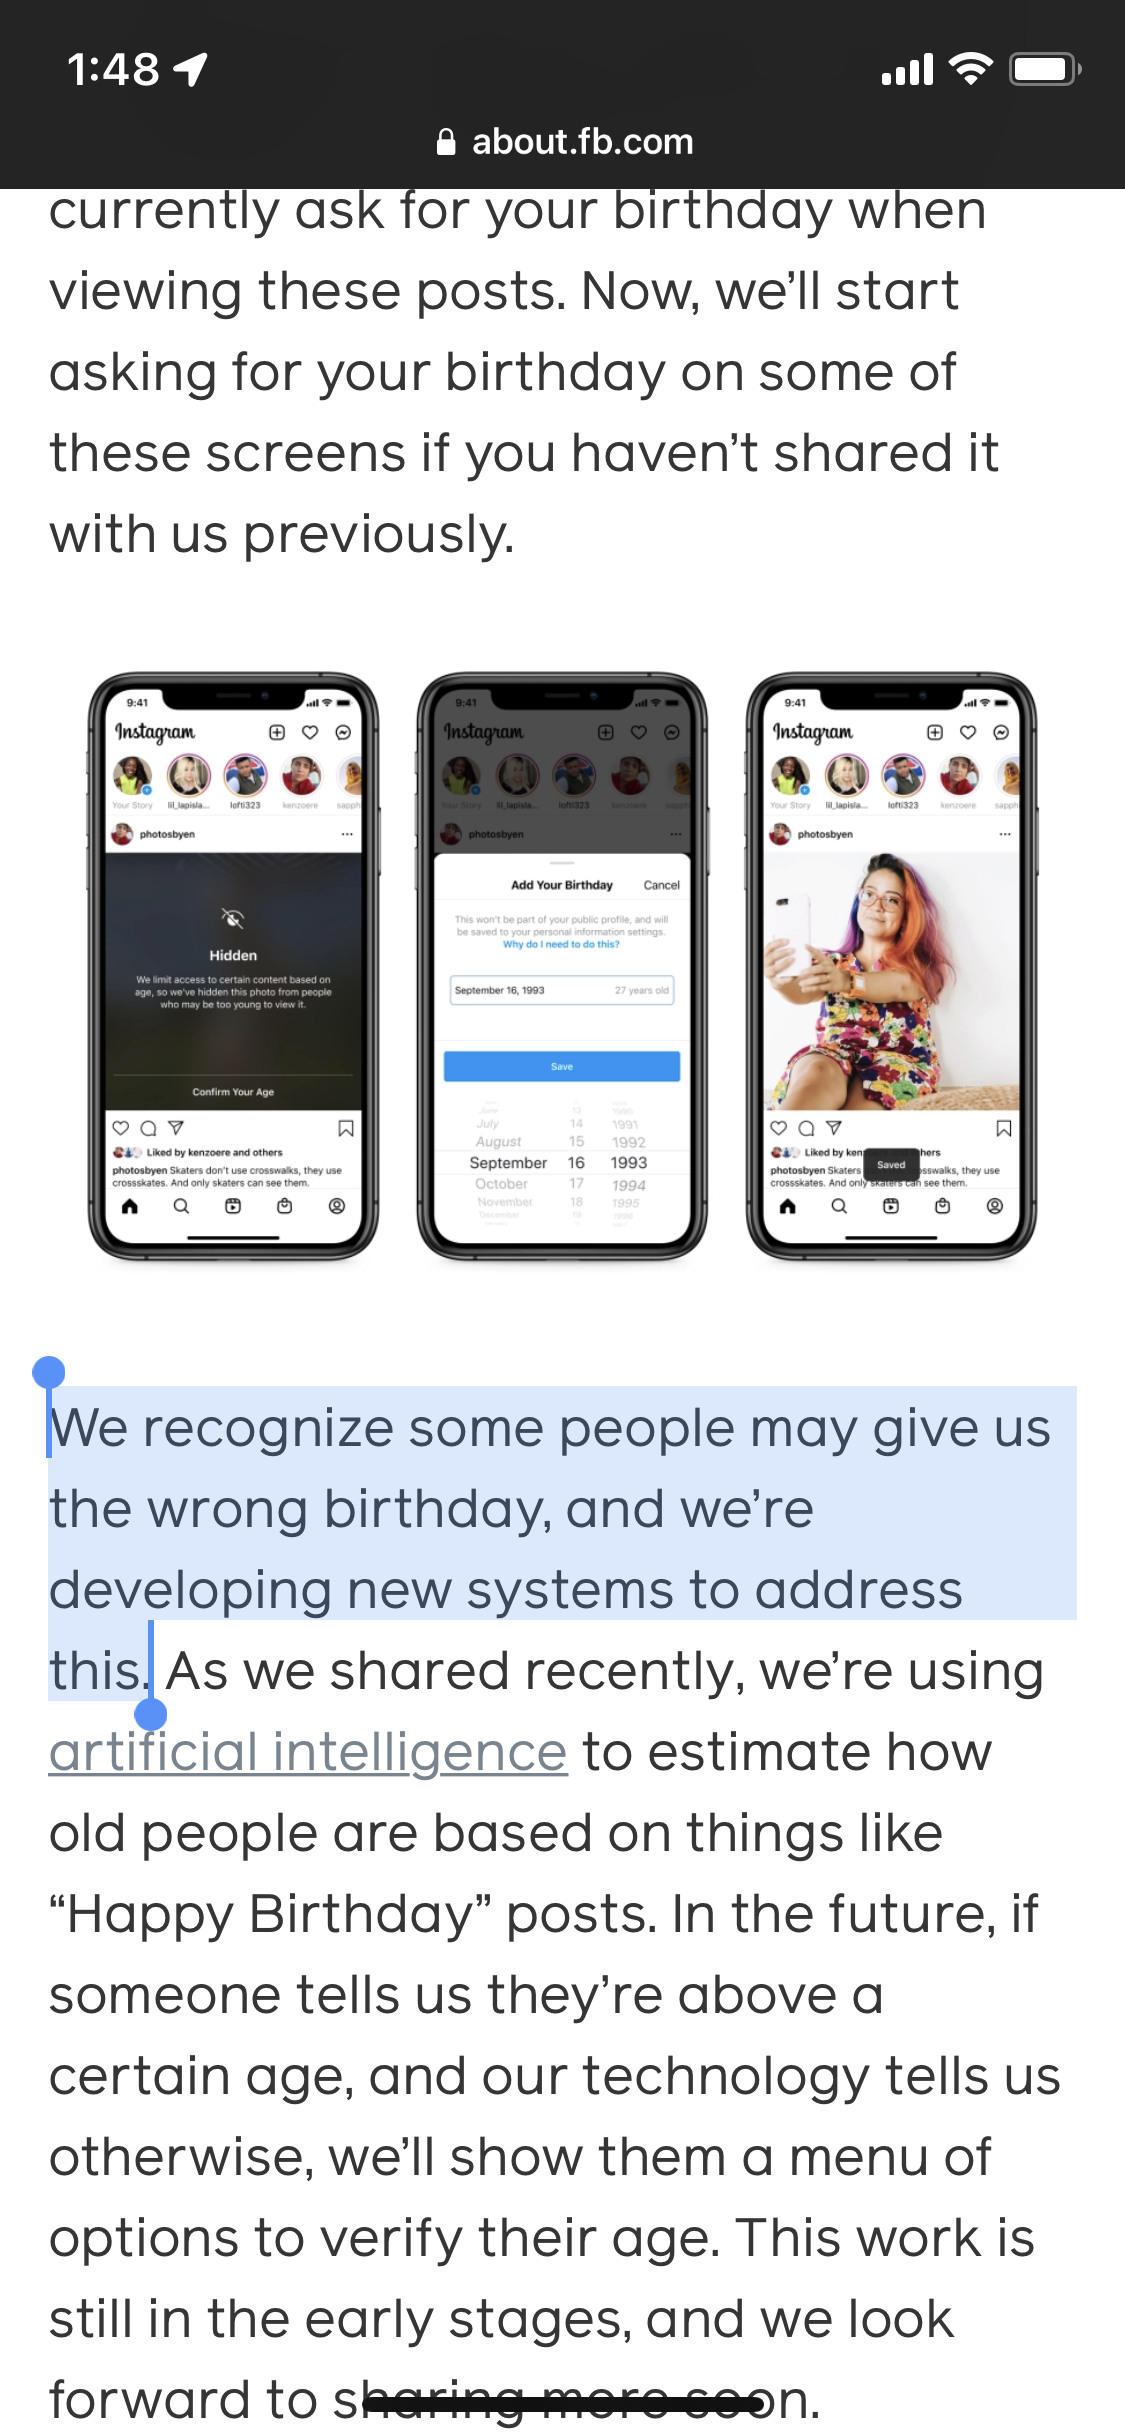 1:48
about.fb.com
currently ask for your birthday when
viewing these posts. Now, we’ll start
asking for your birthday on some of
these screens if you haven’t shared it
with us previously.
9:41
Instagram
Your Story lil_lapisla... lofti323 kenzoere sapph
photosbyen
Hidden
We limit access to certain content based on
age, so we've hidden this photo from people
who may be too young to view it.
Confirm Your Age
Liked by kenzoere and others
photosbyen Skaters don't use crosswalks, they use
crossskates. And only skaters can see them.
9:41
Instagram
Your Story lil_lapisla... lofti323 kenzoere sapph
photosbyen
Add Your Birthday Cancel
This won't be part of your public profile, and will
be saved to your personal information settings.
Why do I need to do this?
September 16, 1993 27 years old
Save
June 13 1990
July 14 1991
August 15 1992
September 16 1993
October 17 1994
November 18 1995
December 19 1996
9:41
Instagram
Your Story lil_lapisla... lofti323 kenzoere sapph
photosbyen
Liked by ken hers
photosbyen Skaters osswalks, they use
crossskates. And only skaters can see them.
Saved
We recognize some people may give us
the wrong birthday, and we’re
developing new systems to address
this. As we shared recently, we’re using
artificial intelligence to estimate how
old people are based on things like
“Happy Birthday” posts. In the future, if
someone tells us they’re above a
certain age, and our technology tells us
otherwise, we’ll show them a menu of
options to verify their age. This work is
still in the early stages, and we look
forward to sharing more soon.